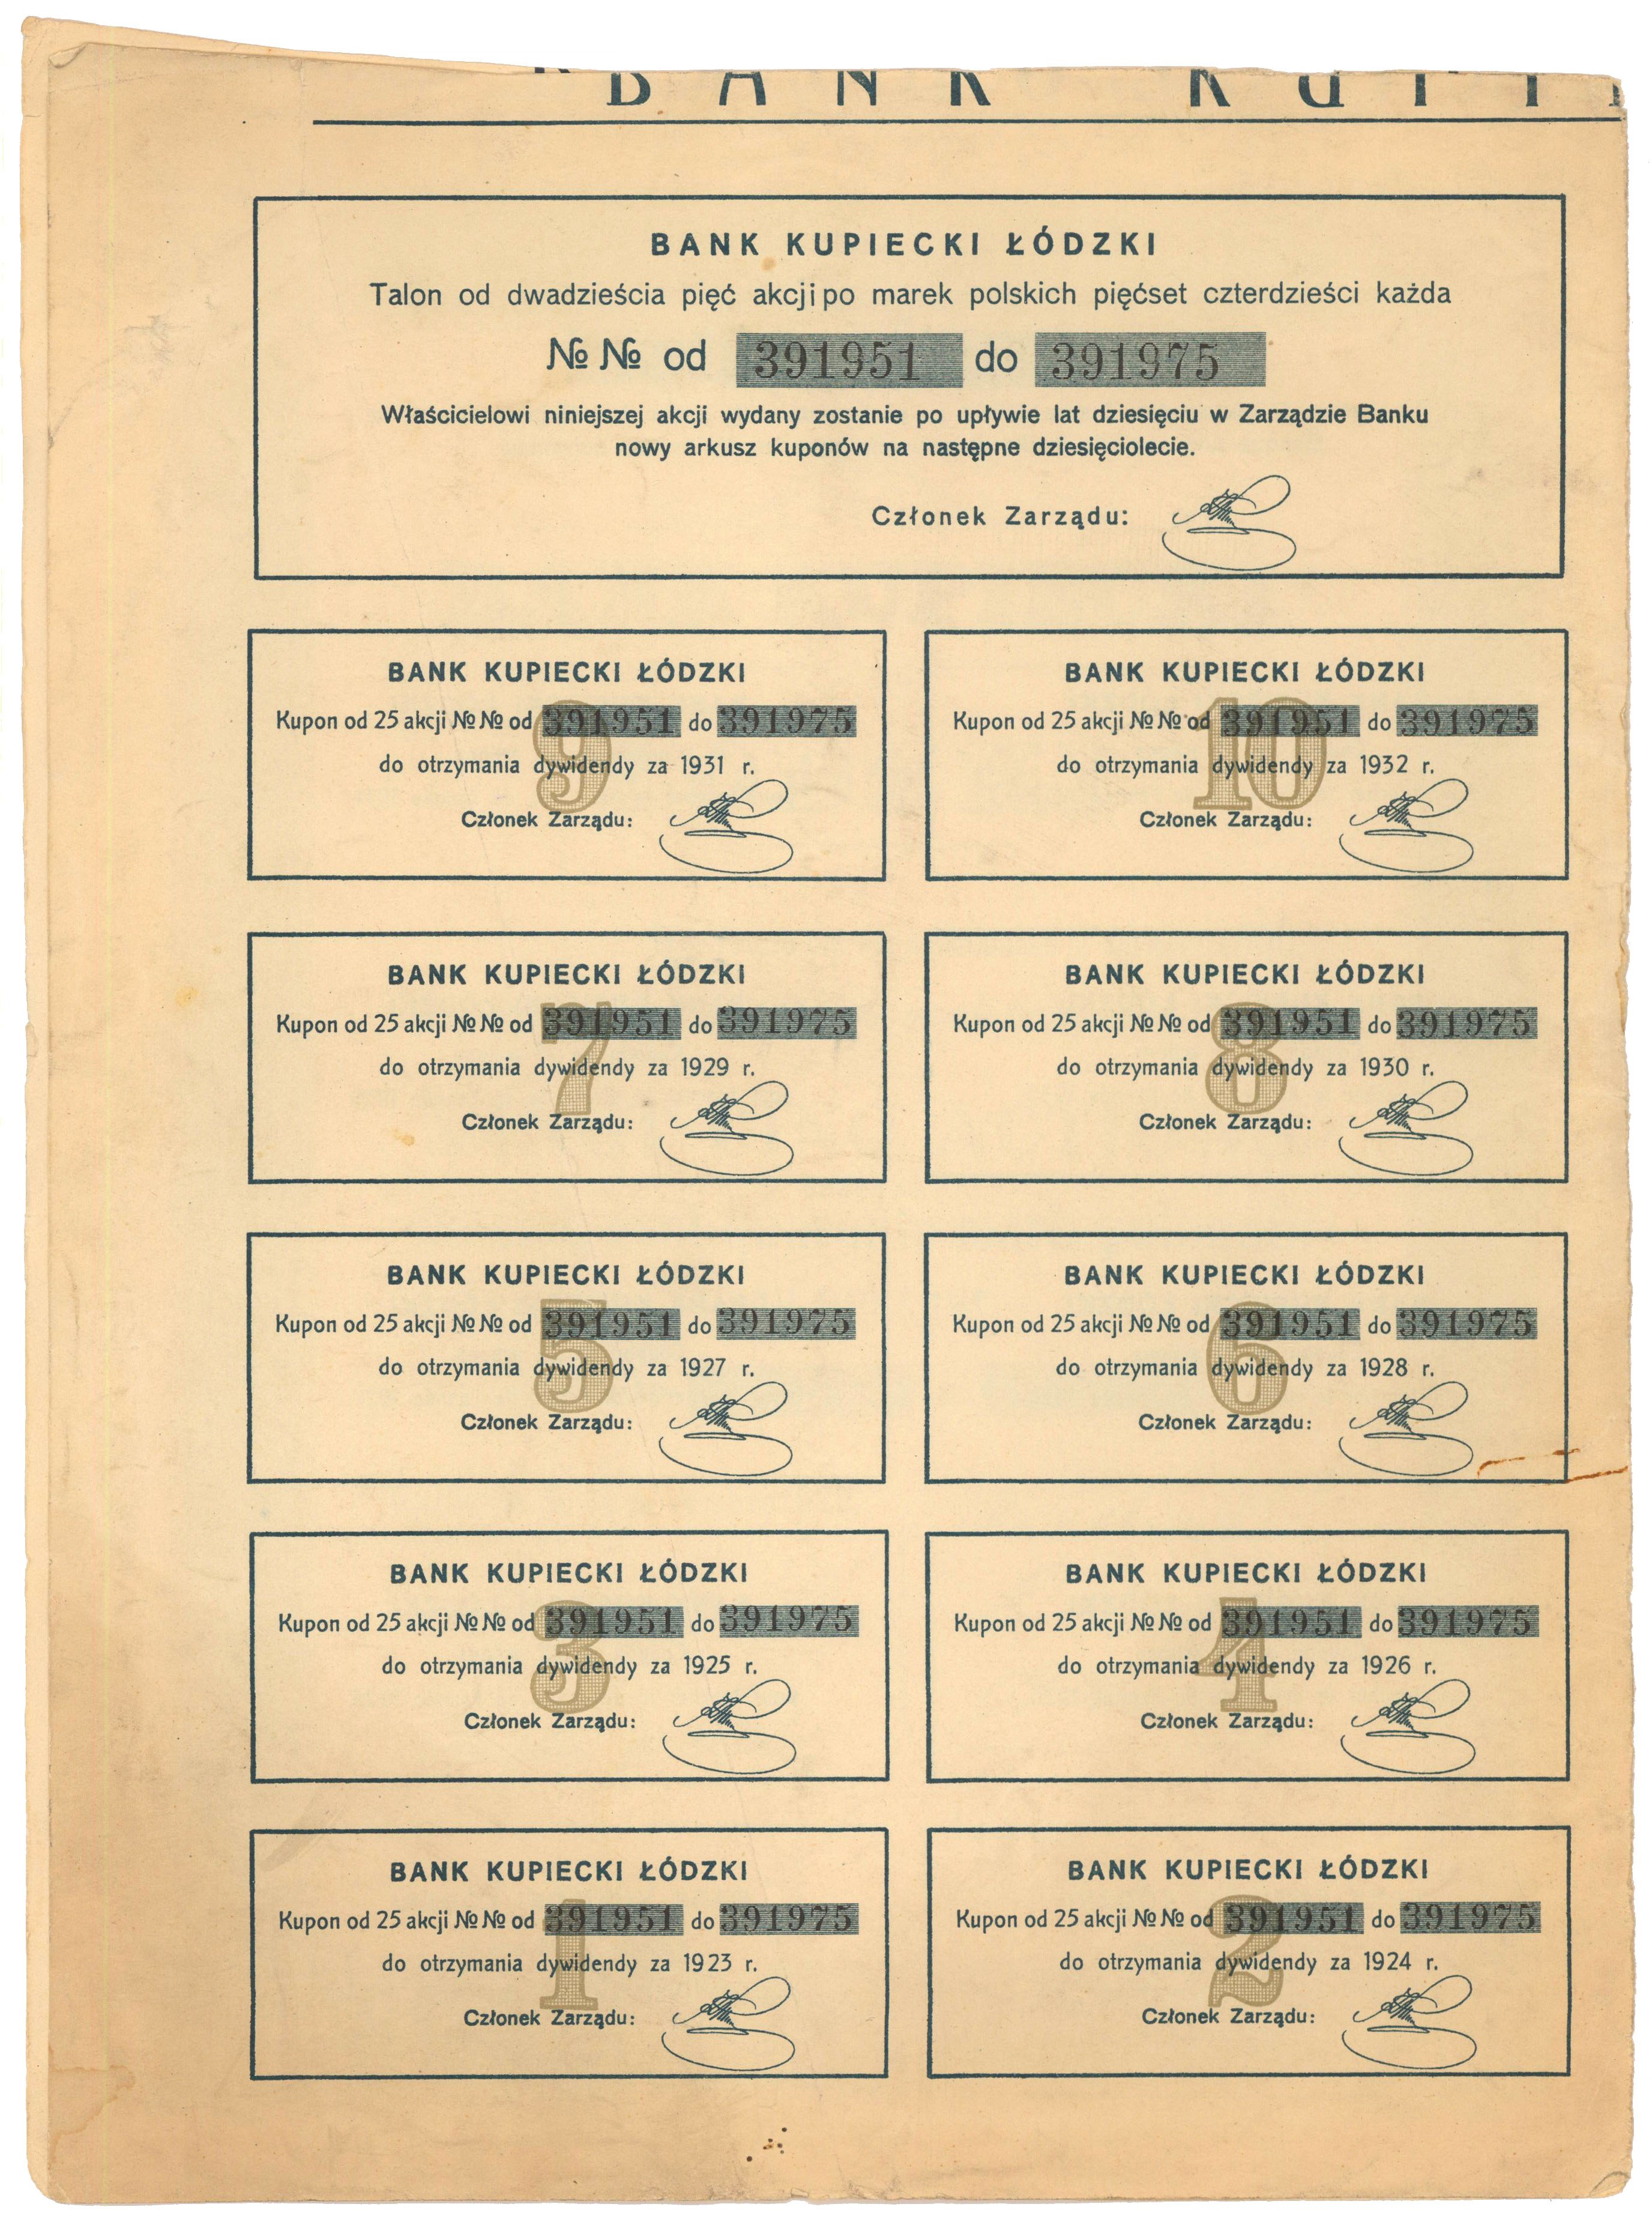 BANK KUPI
BANK KUPIECKI ŁÓDZKI
Talon od dwadzieścia pięć akcji po marek polskich pięćset czterdzieści każda
№ № od 391951 do 391975
Właścicielowi niniejszej akcji wydany zostanie po upływie lat dziesięciu w Zarządzie Banku
nowy arkusz kuponów na następne dziesięciolecie.
Członek Zarządu:
BANK KUPIECKI ŁÓDZKI
Kupon od 25 akcji № № od 391951 do 391975
9
do otrzymania dywidendy za 1931 r.
Członek Zarządu:
BANK KUPIECKI ŁÓDZKI
Kupon od 25 akcji № № od 391951 do 391975
10
do otrzymania dywidendy za 1932 r.
Członek Zarządu:
BANK KUPIECKI ŁÓDZKI
Kupon od 25 akcji № № od 391951 do 391975
7
do otrzymania dywidendy za 1929 r.
Członek Zarządu:
BANK KUPIECKI ŁÓDZKI
Kupon od 25 akcji № № od 391951 do 391975
8
do otrzymania dywidendy za 1930 r.
Członek Zarządu:
BANK KUPIECKI ŁÓDZKI
Kupon od 25 akcji № № od 391951 do 391975
5
do otrzymania dywidendy za 1927 r.
Członek Zarządu:
BANK KUPIECKI ŁÓDZKI
Kupon od 25 akcji № № od 391951 do 391975
6
do otrzymania dywidendy za 1928 r.
Członek Zarządu:
BANK KUPIECKI ŁÓDZKI
Kupon od 25 akcji № № od 391951 do 391975
3
do otrzymania dywidendy za 1925 r.
Członek Zarządu:
BANK KUPIECKI ŁÓDZKI
Kupon od 25 akcji № № od 391951 do 391975
4
do otrzymania dywidendy za 1926 r.
Członek Zarządu:
BANK KUPIECKI ŁÓDZKI
Kupon od 25 akcji № № od 391951 do 391975
1
do otrzymania dywidendy za 1923 r.
Członek Zarządu:
BANK KUPIECKI ŁÓDZKI
Kupon od 25 akcji № № od 391951 do 391975
2
do otrzymania dywidendy za 1924 r.
Członek Zarządu: